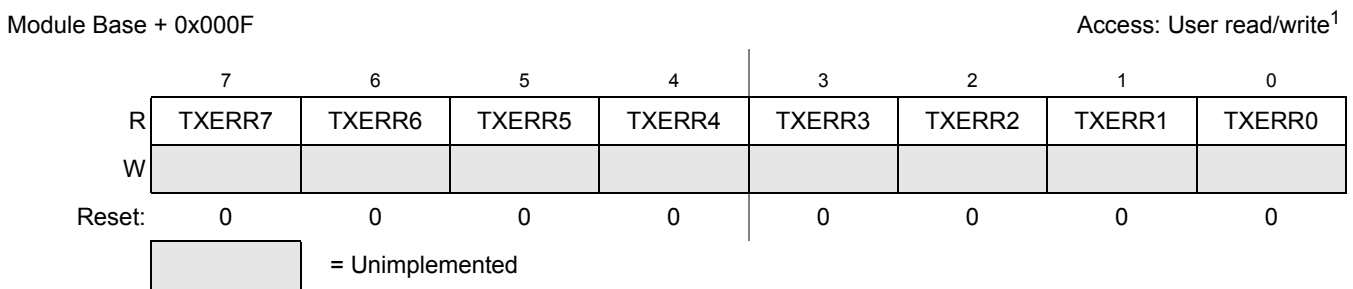 Module Base + 0x000F Access: User read/write1
7 6 5 4 3 2 1 0
R TXERR7 TXERR6 TXERR5 TXERR4 TXERR3 TXERR2 TXERR1 TXERR0
W
Reset: 0 0 0 0 0 0 0 0
= Unimplemented